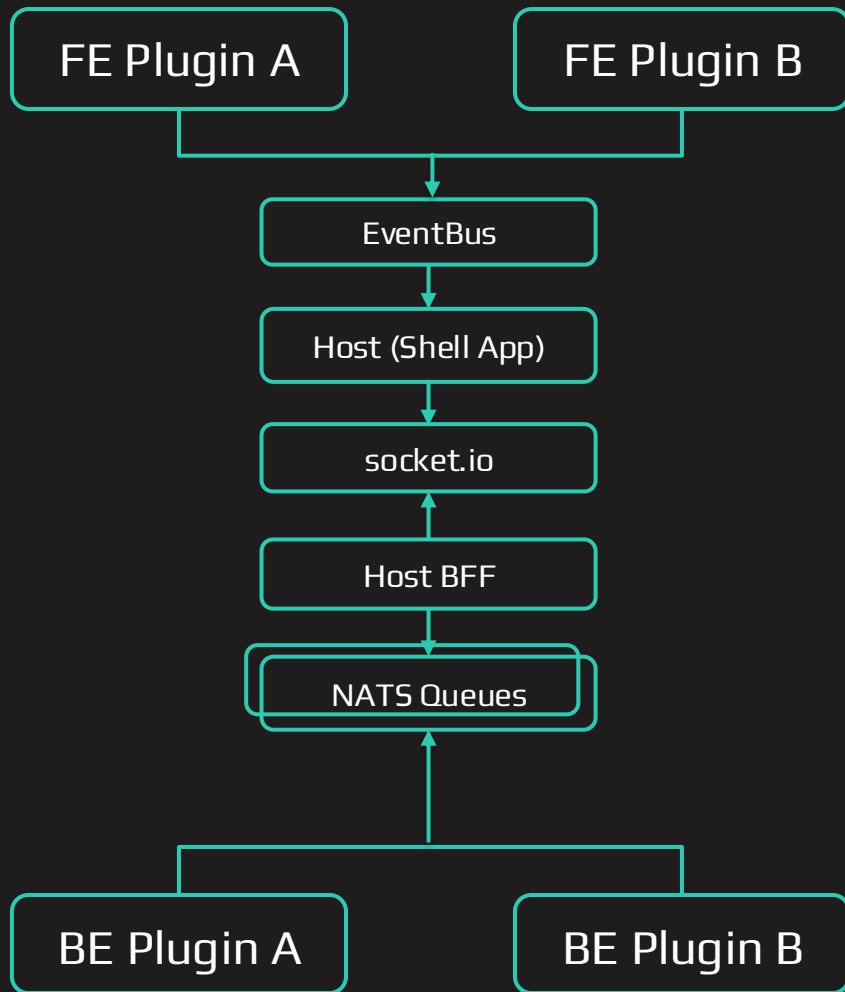 FE Plugin A
FE Plugin B
EventBus
Host (Shell App)
socket.io
Host BFF
NATS Queues
BE Plugin A
BE Plugin B